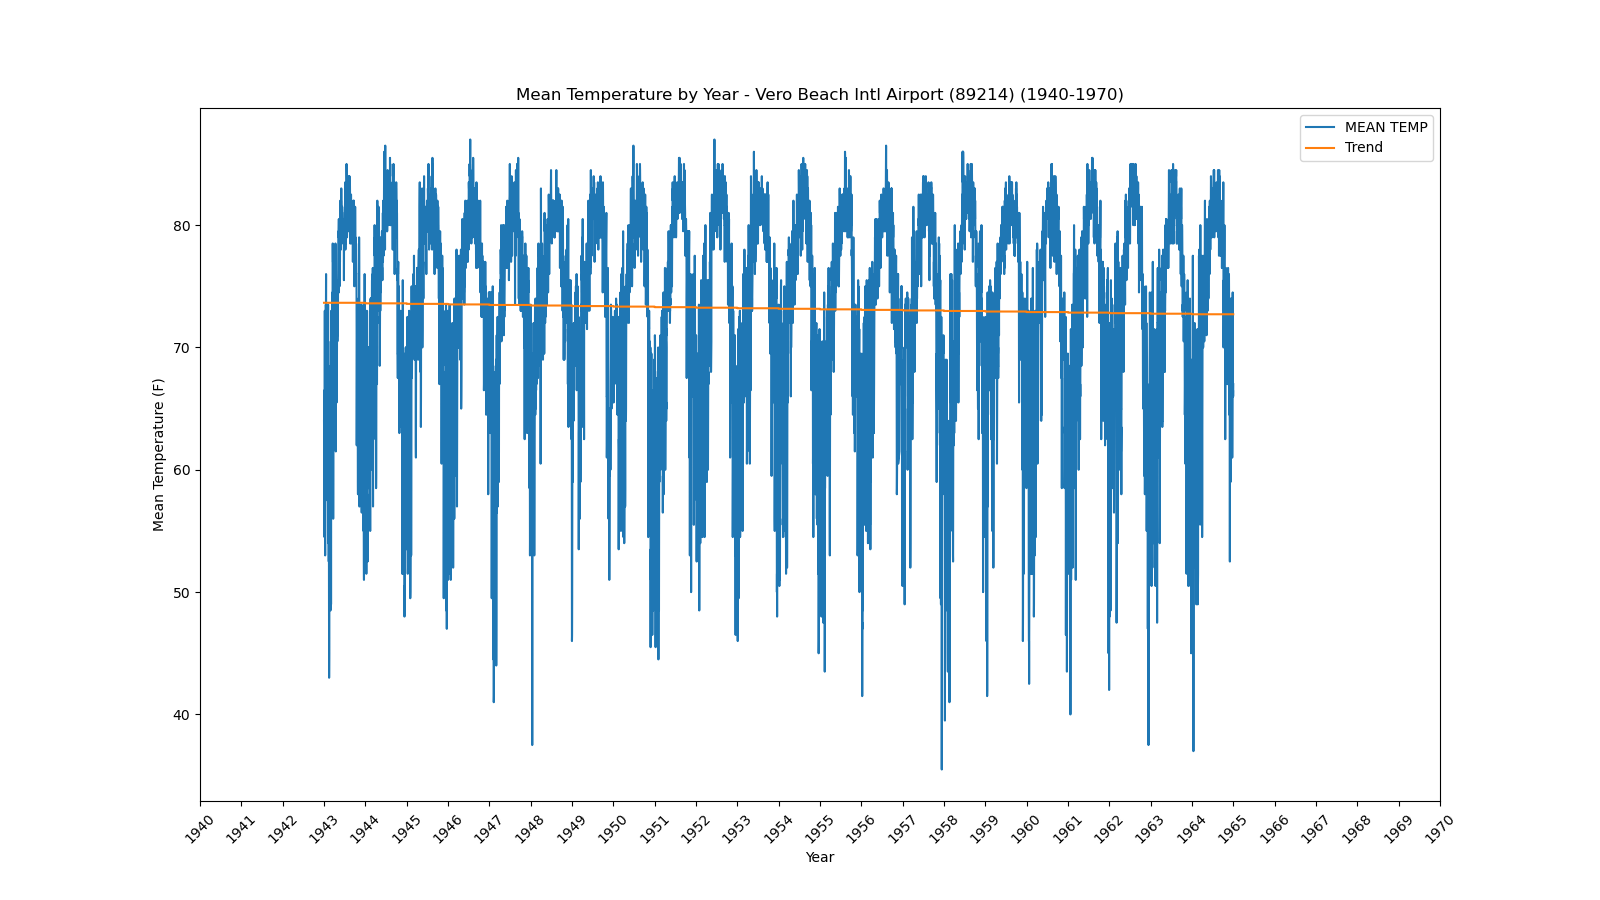 Mean Temperature by Year - Vero Beach Intl Airport (89214) (1940-1970)
MEAN TEMP
Trend
Mean Temperature (F)
80
70
60
50
40
1940 1941 1942 1943 1944 1945 1946 1947 1948 1949 1950 1951 1952 1953 1954 1955 1956 1957 1958 1959 1960 1961 1962 1963 1964 1965 1966 1967 1968 1969 1970
Year